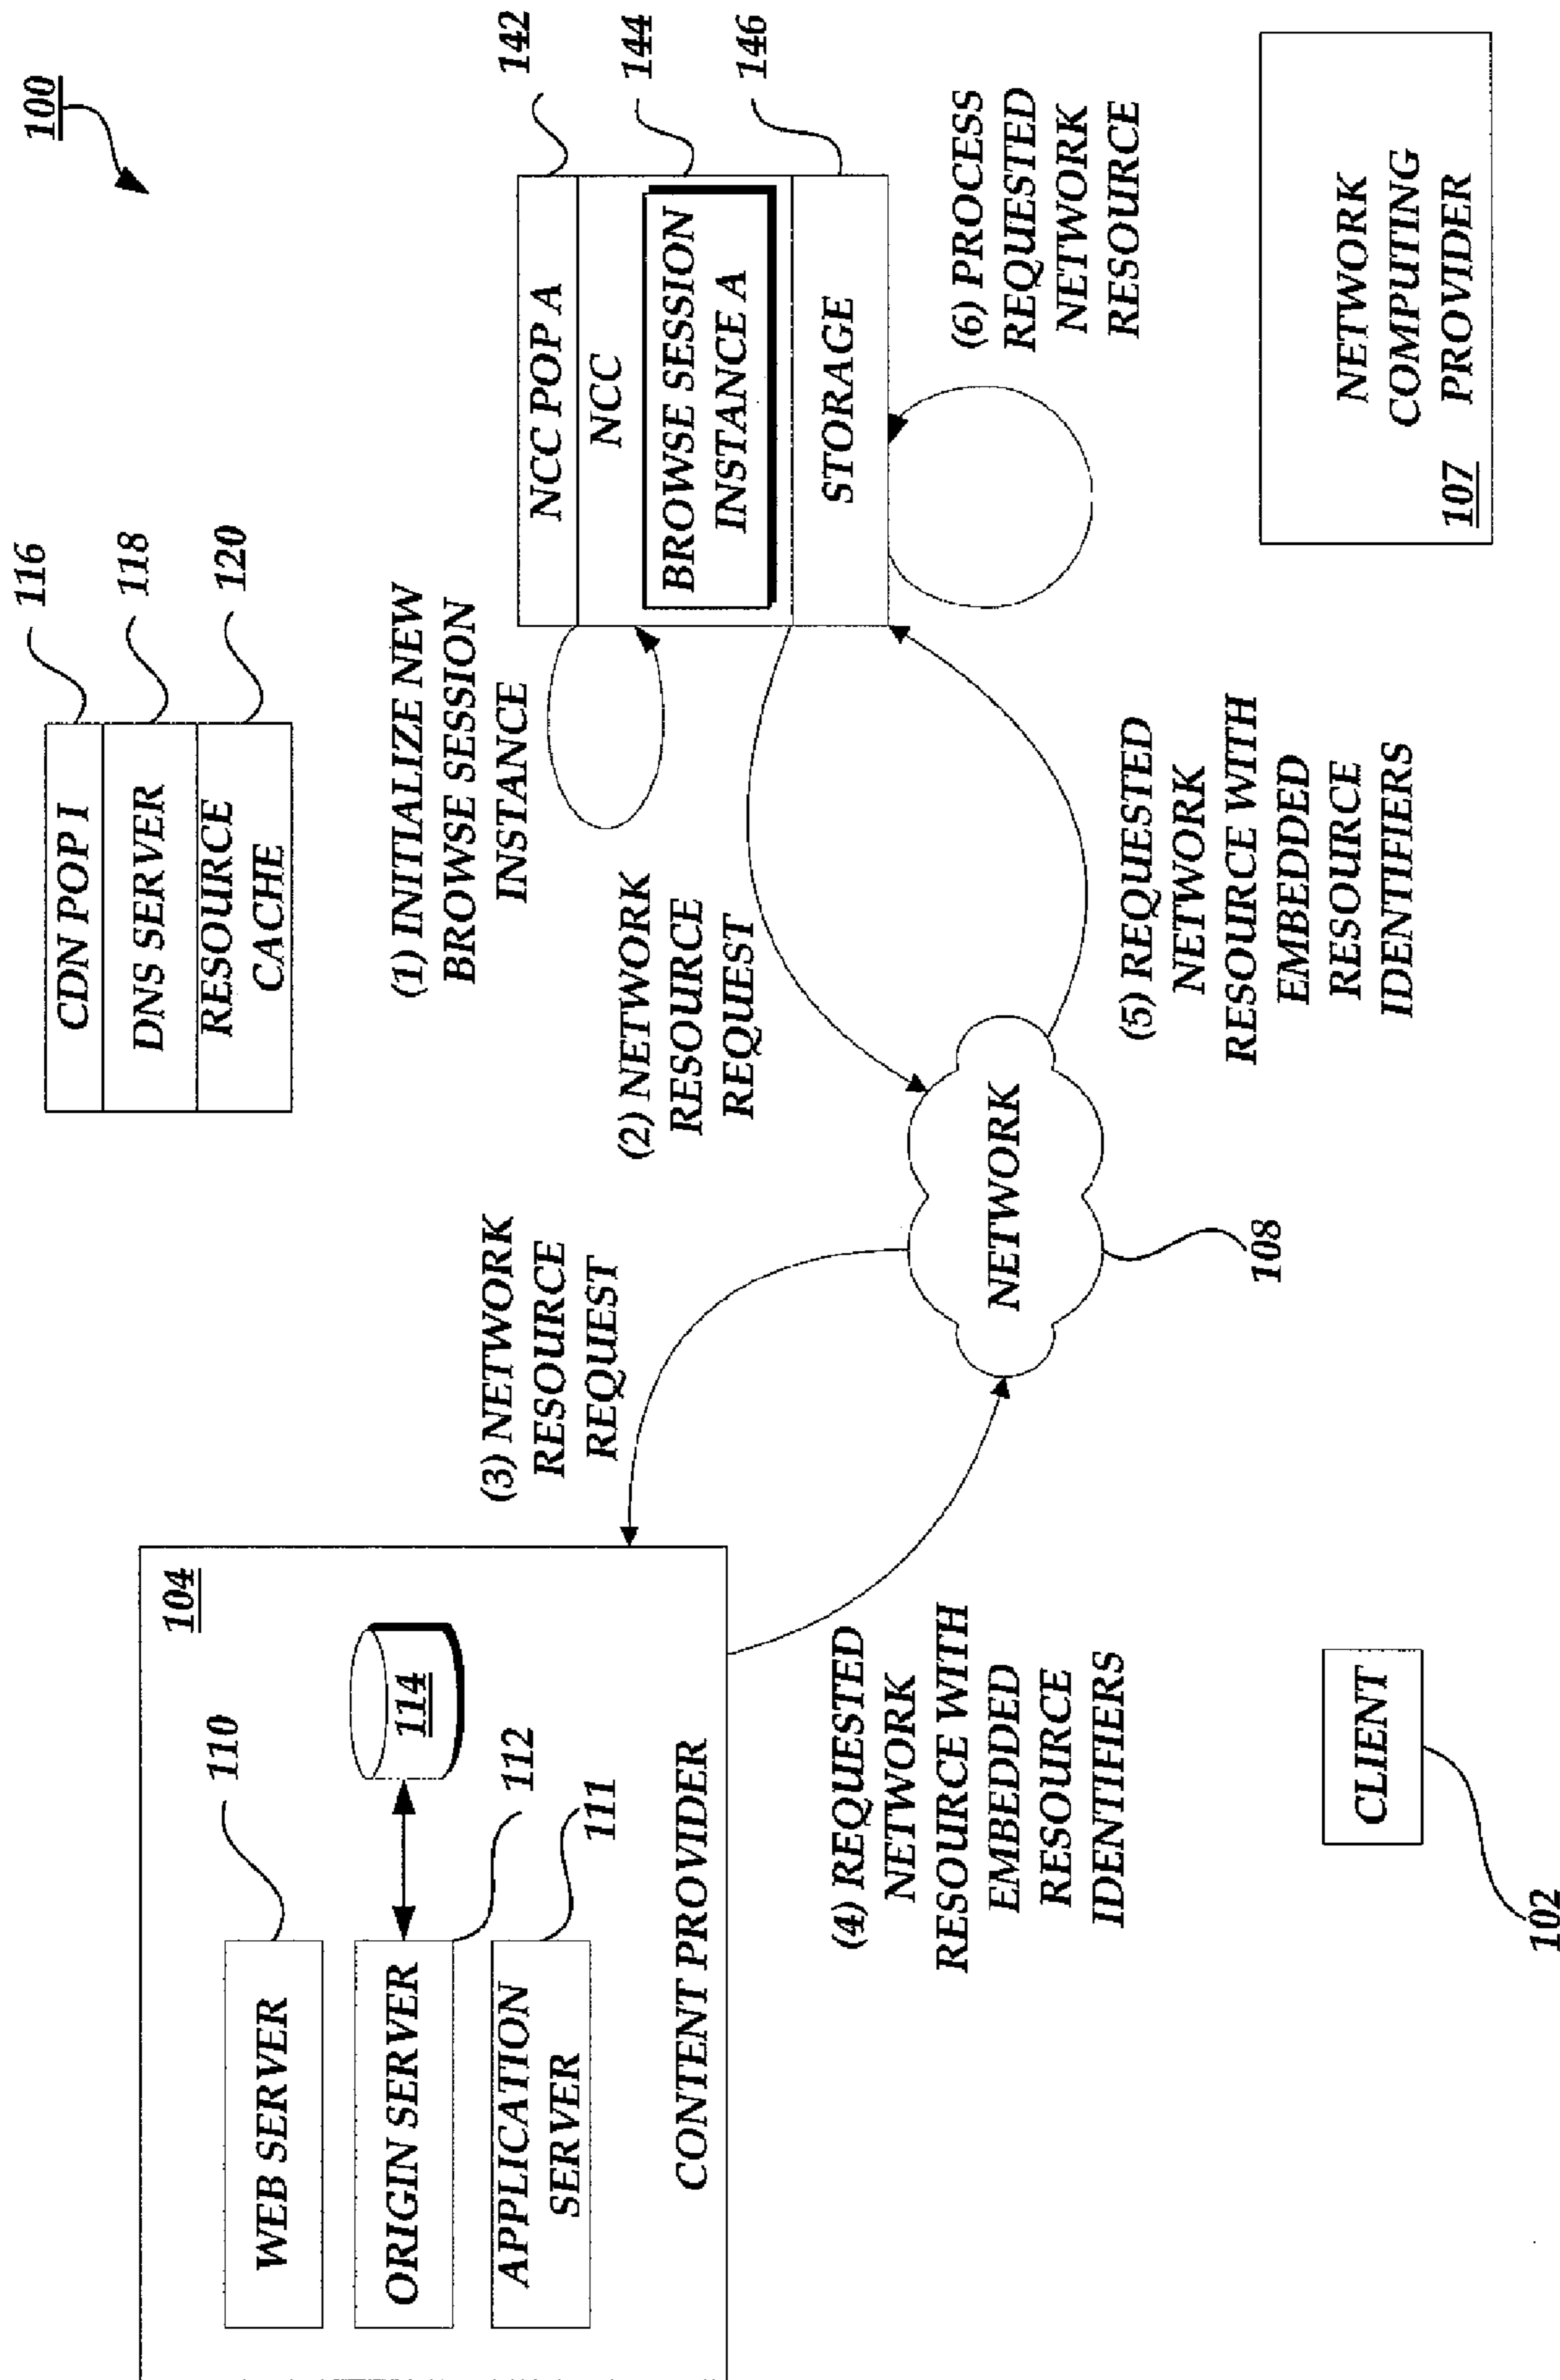 100
116
118
120
CDN POP I
DNS SERVER
RESOURCE
CACHE
142
144
146
NCC POP A
NCC
BROWSE SESSION
INSTANCE A
STORAGE
(1) INITIALIZE NEW
BROWSE SESSION
INSTANCE
(2) NETWORK
RESOURCE
REQUEST
(3) NETWORK
RESOURCE
REQUEST
104
110
WEB SERVER
114
112
ORIGIN SERVER
111
APPLICATION
SERVER
CONTENT PROVIDER
(4) REQUESTED
NETWORK
RESOURCE WITH
EMBEDDED
RESOURCE
IDENTIFIERS
NETWORK
108
(5) REQUESTED
NETWORK
RESOURCE WITH
EMBEDDED
RESOURCE
IDENTIFIERS
(6) PROCESS
REQUESTED
NETWORK
RESOURCE
CLIENT
102
NETWORK
COMPUTING
PROVIDER
107